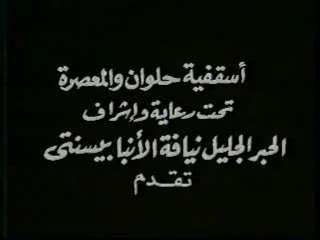 أسقفية حلوان والمعصرة
تحت رعاية وإشراف
الحبر الجليل نيافة الأنبا بيسنتى
تقدم